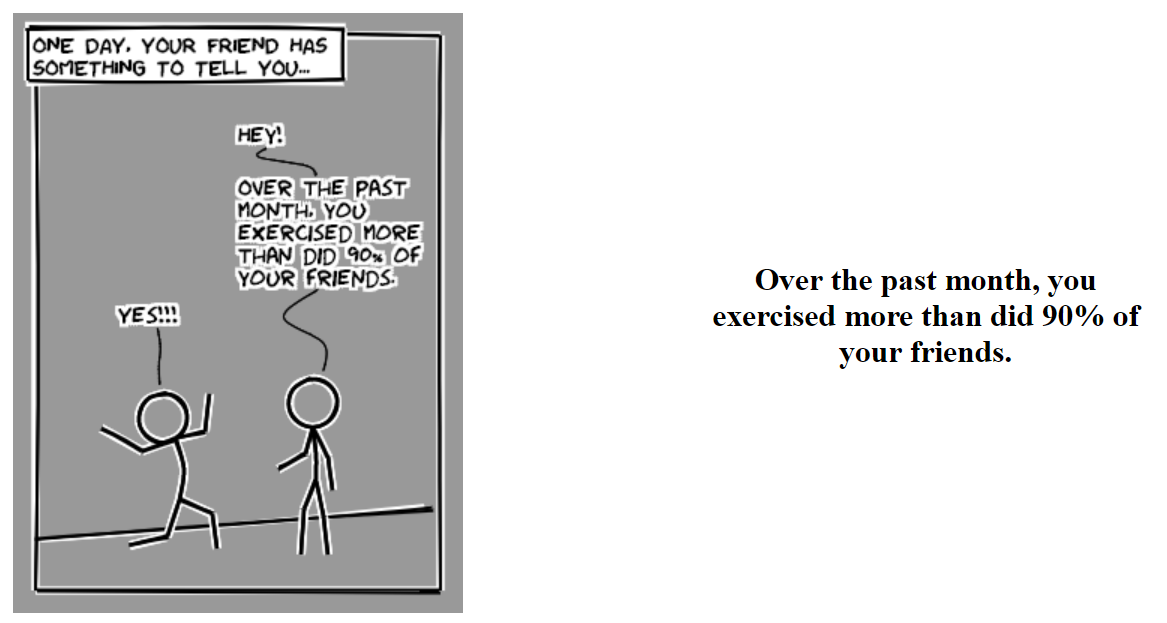 ONE DAY, YOUR FRIEND HAS
SOMETHING TO TELL YOU...
HEY!
OVER THE PAST
MONTH, YOU
EXERCISED MORE
THAN DID 90% OF
YOUR FRIENDS.
YES!!!
Over the past month, you
exercised more than did 90% of
your friends.